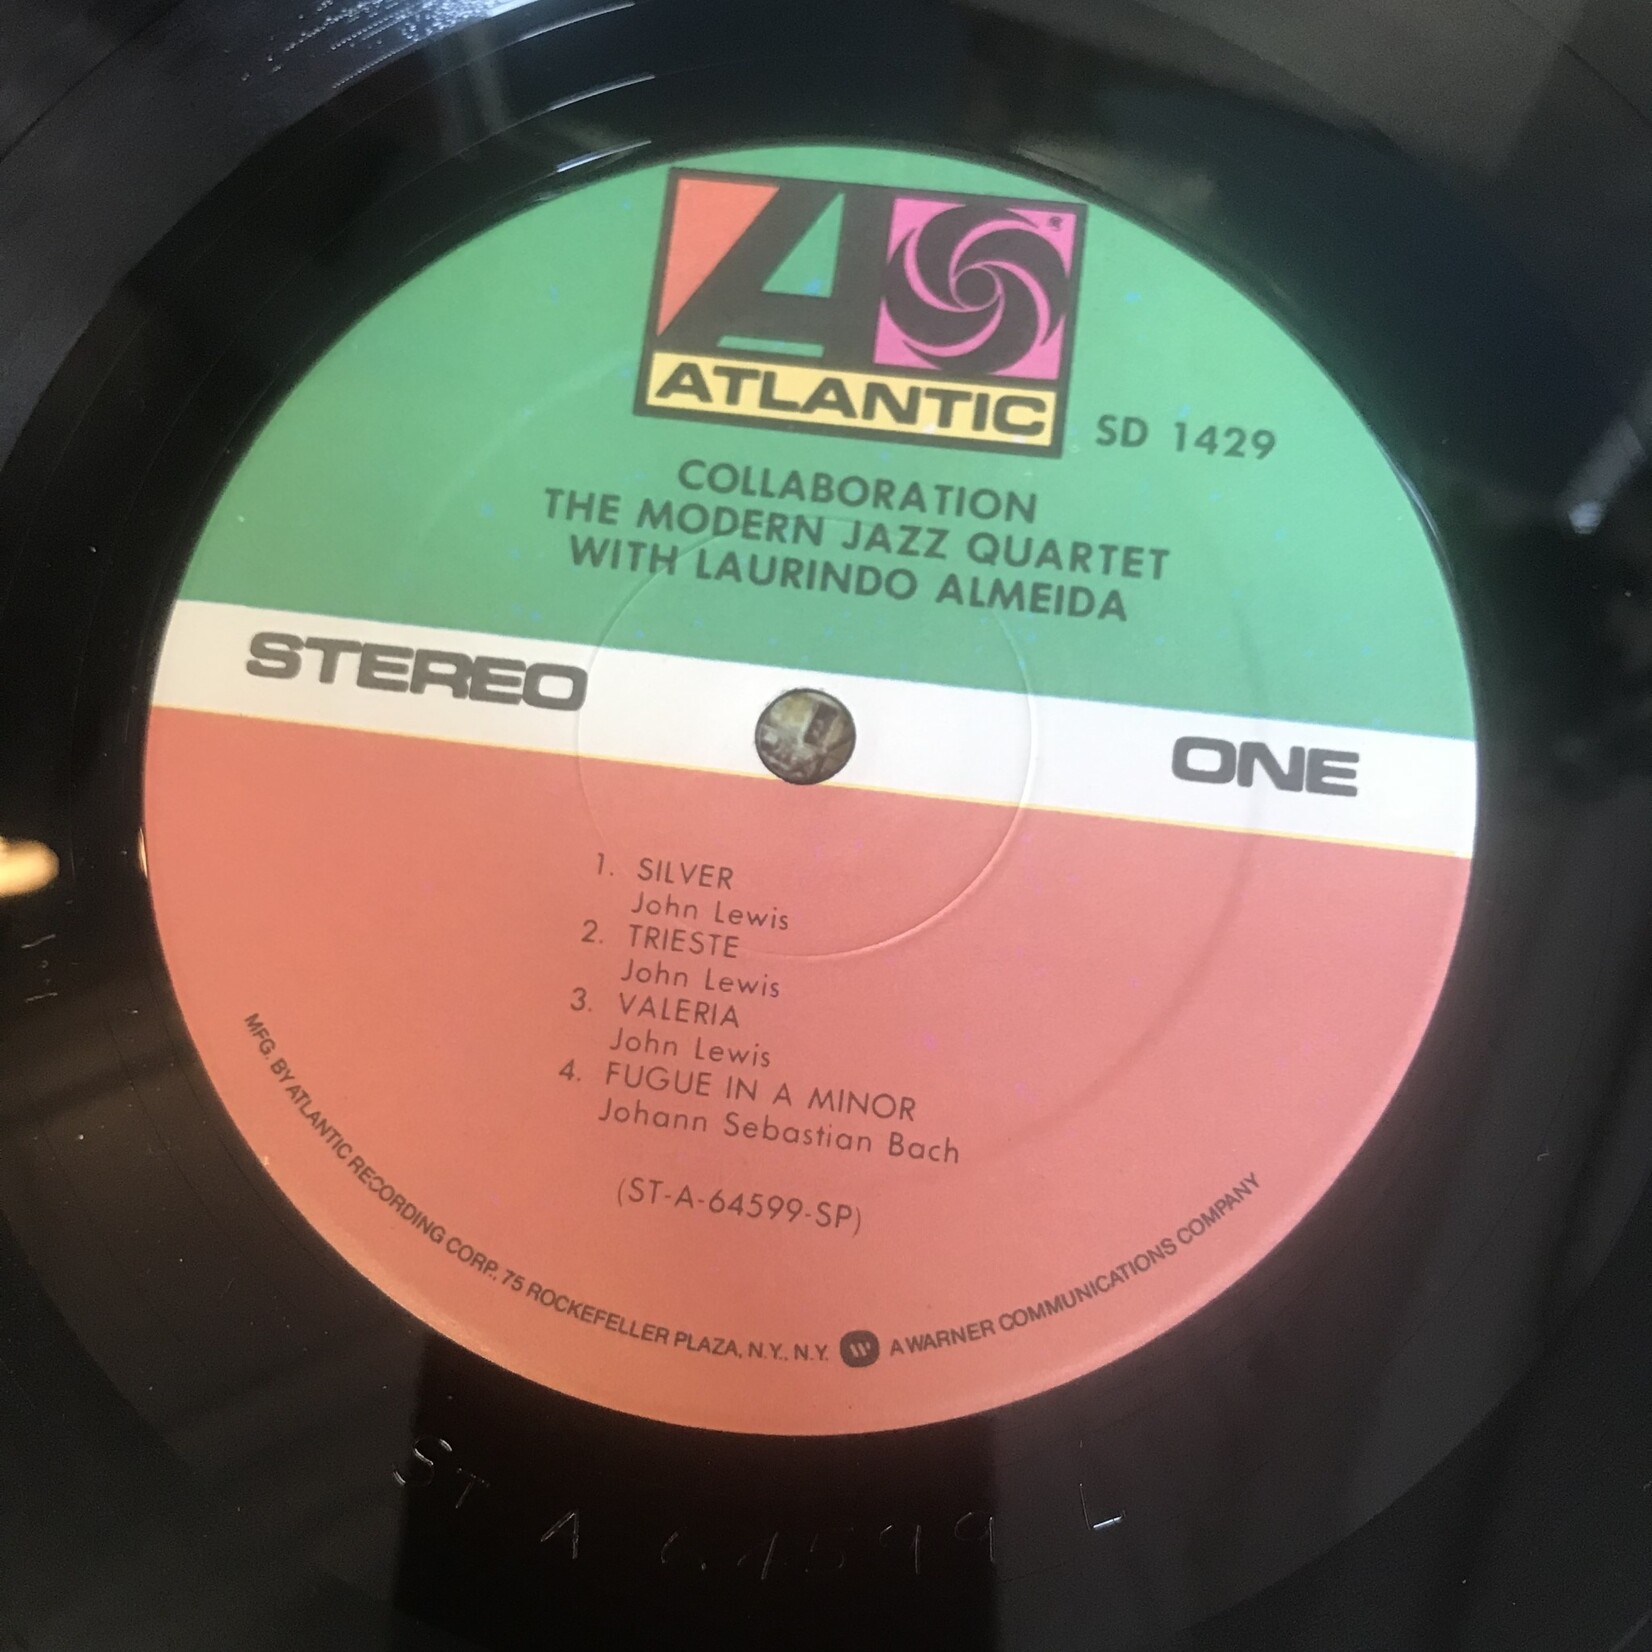 ATLANTIC
SD 1429
COLLABORATION
THE MODERN JAZZ QUARTET
WITH LAURINDO ALMEIDA
STEREO
ONE
1. SILVER
John Lewis
2. TRIESTE
John Lewis
3. VALERIA
John Lewis
4. FUGUE IN A MINOR
Johann Sebastian Bach
(ST-A-64599-SP)
MFG. BY ATLANTIC RECORDING CORP., 75 ROCKEFELLER PLAZA, N.Y., N.Y. A WARNER COMMUNICATIONS COMPANY
ST A 64599 L